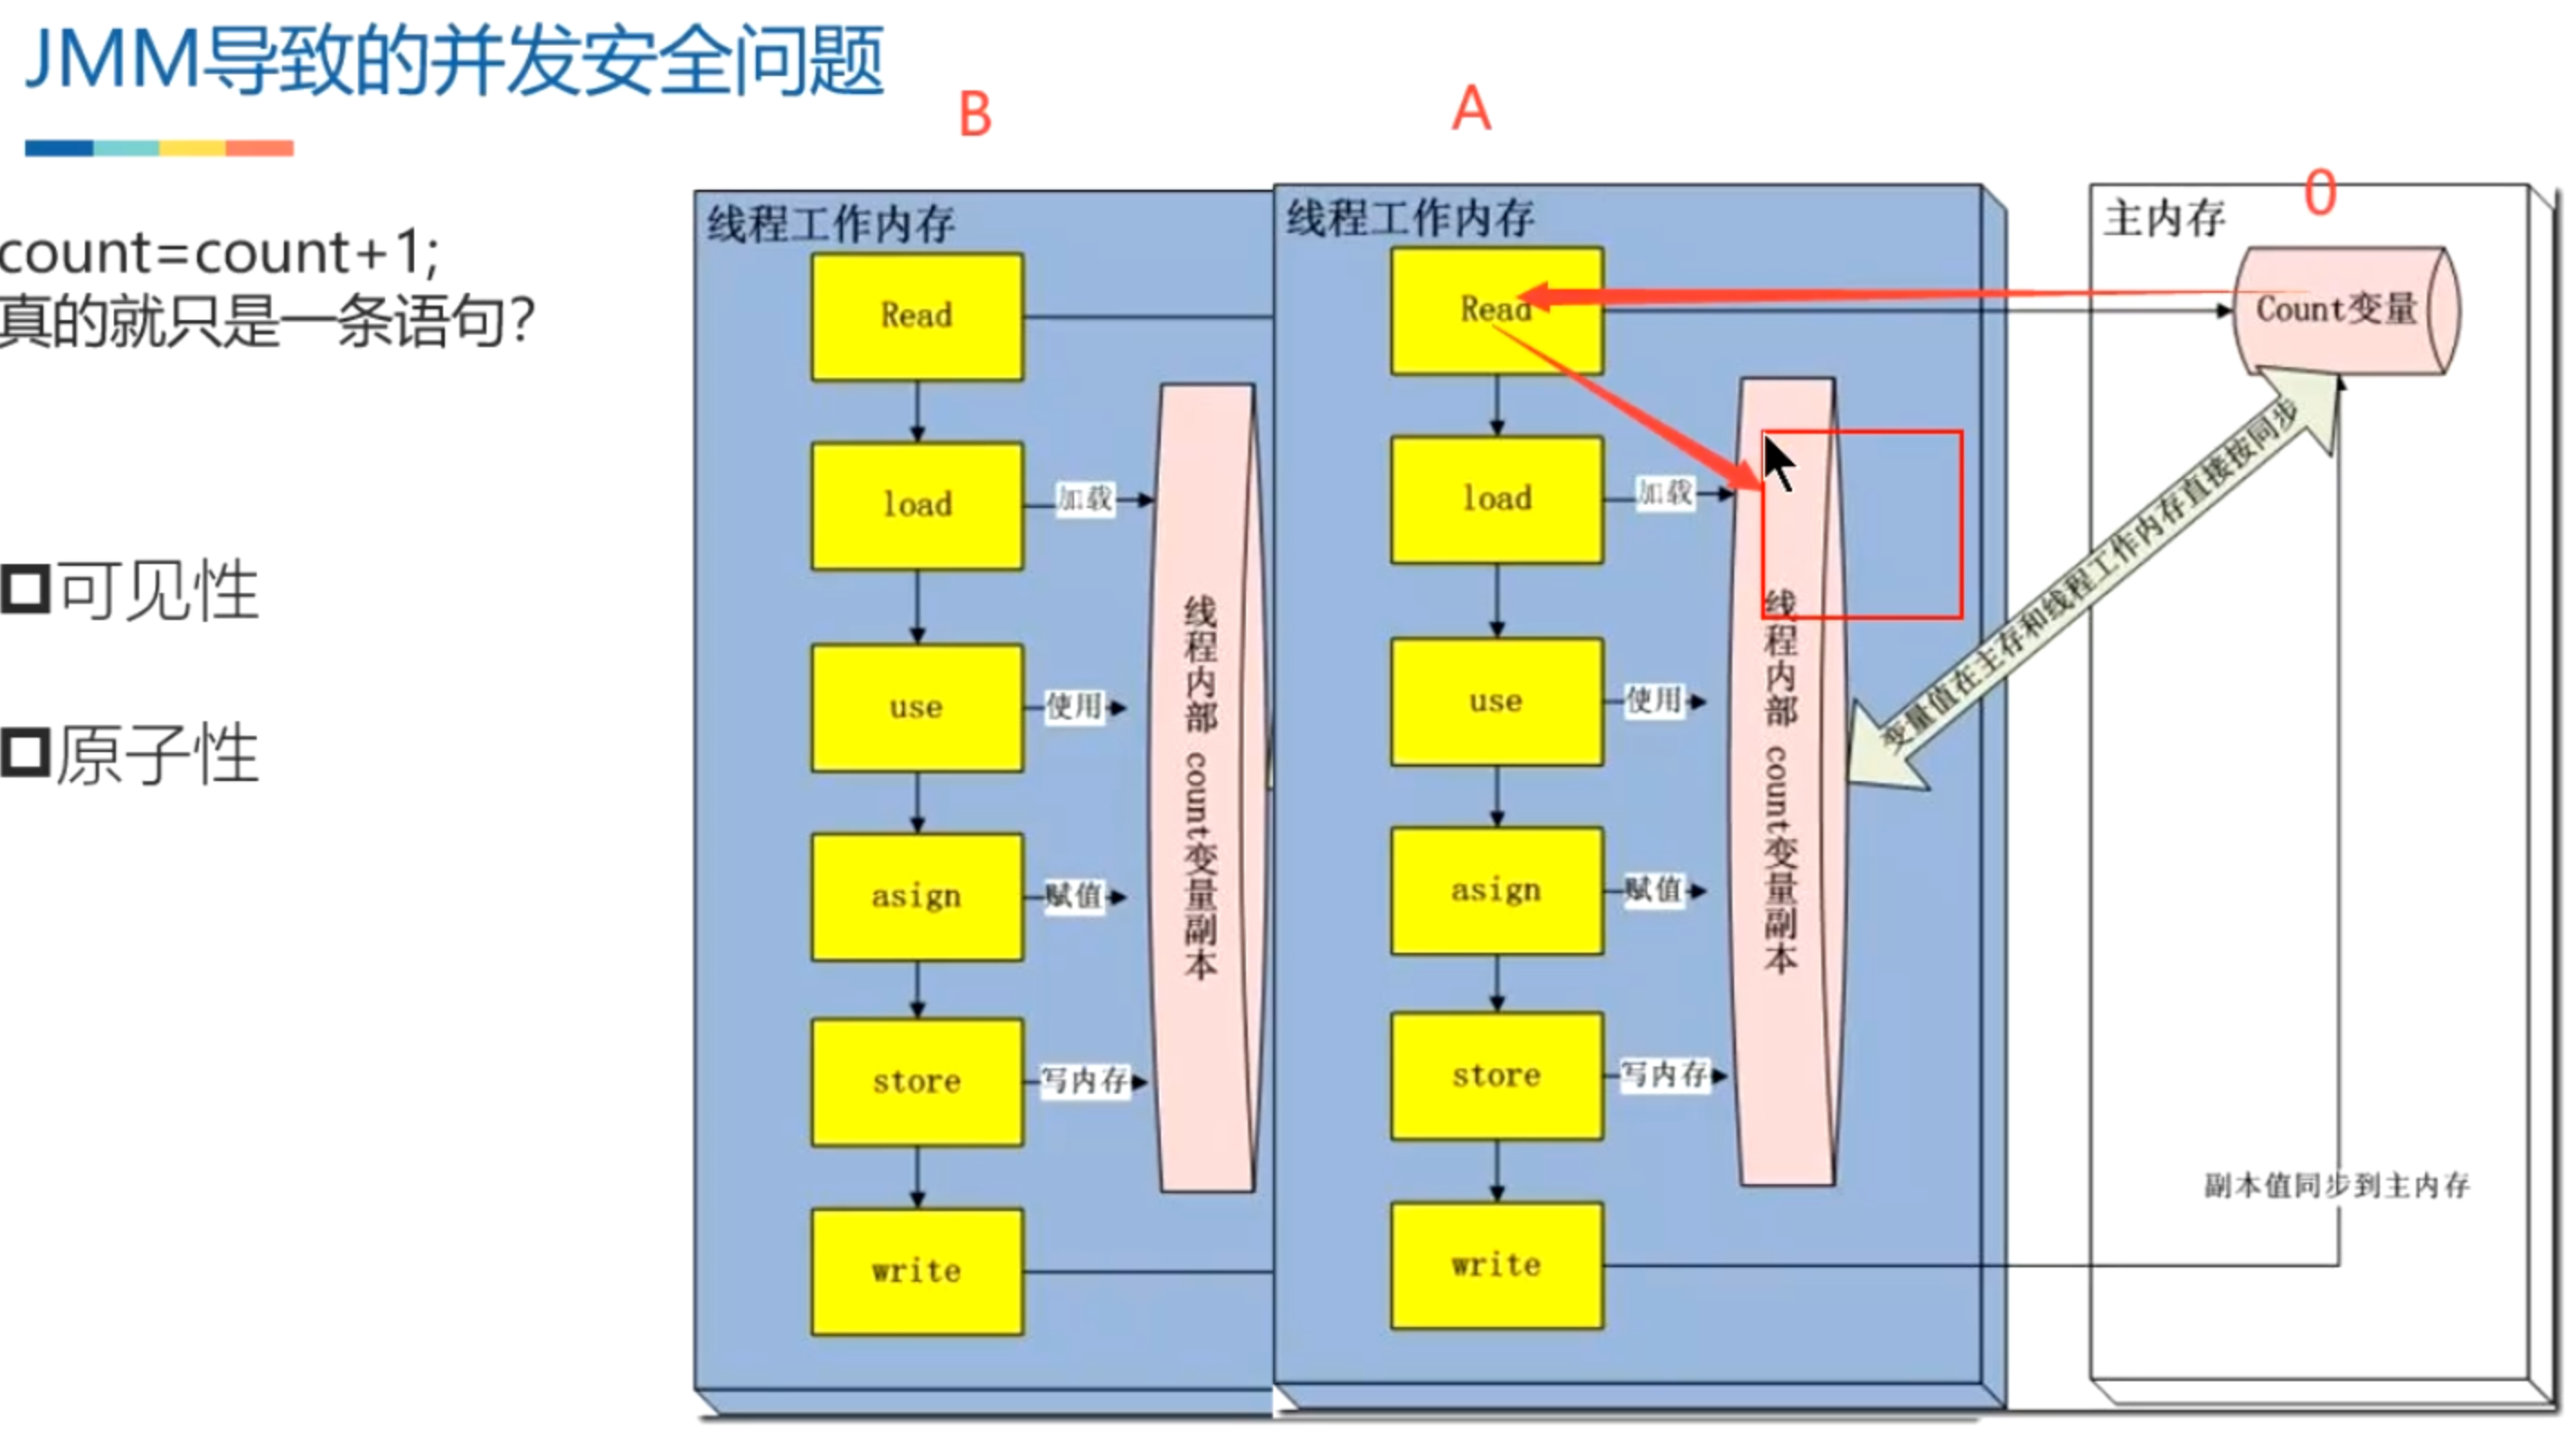 JMM导致的并发安全问题
B
A
0
count=count+1;
真的就只是一条语句?
可见性
原子性
线程工作内存
Read
load
加载
use
使用
asign
赋值
store
写内存
write
线程内部 count变量副本
线程工作内存
Read
load
加载
use
使用
asign
赋值
store
写内存
write
线程内部 count变量副本
变量值在主存和线程工作内存直接按同步
主内存
Count变量
副本值同步到主内存